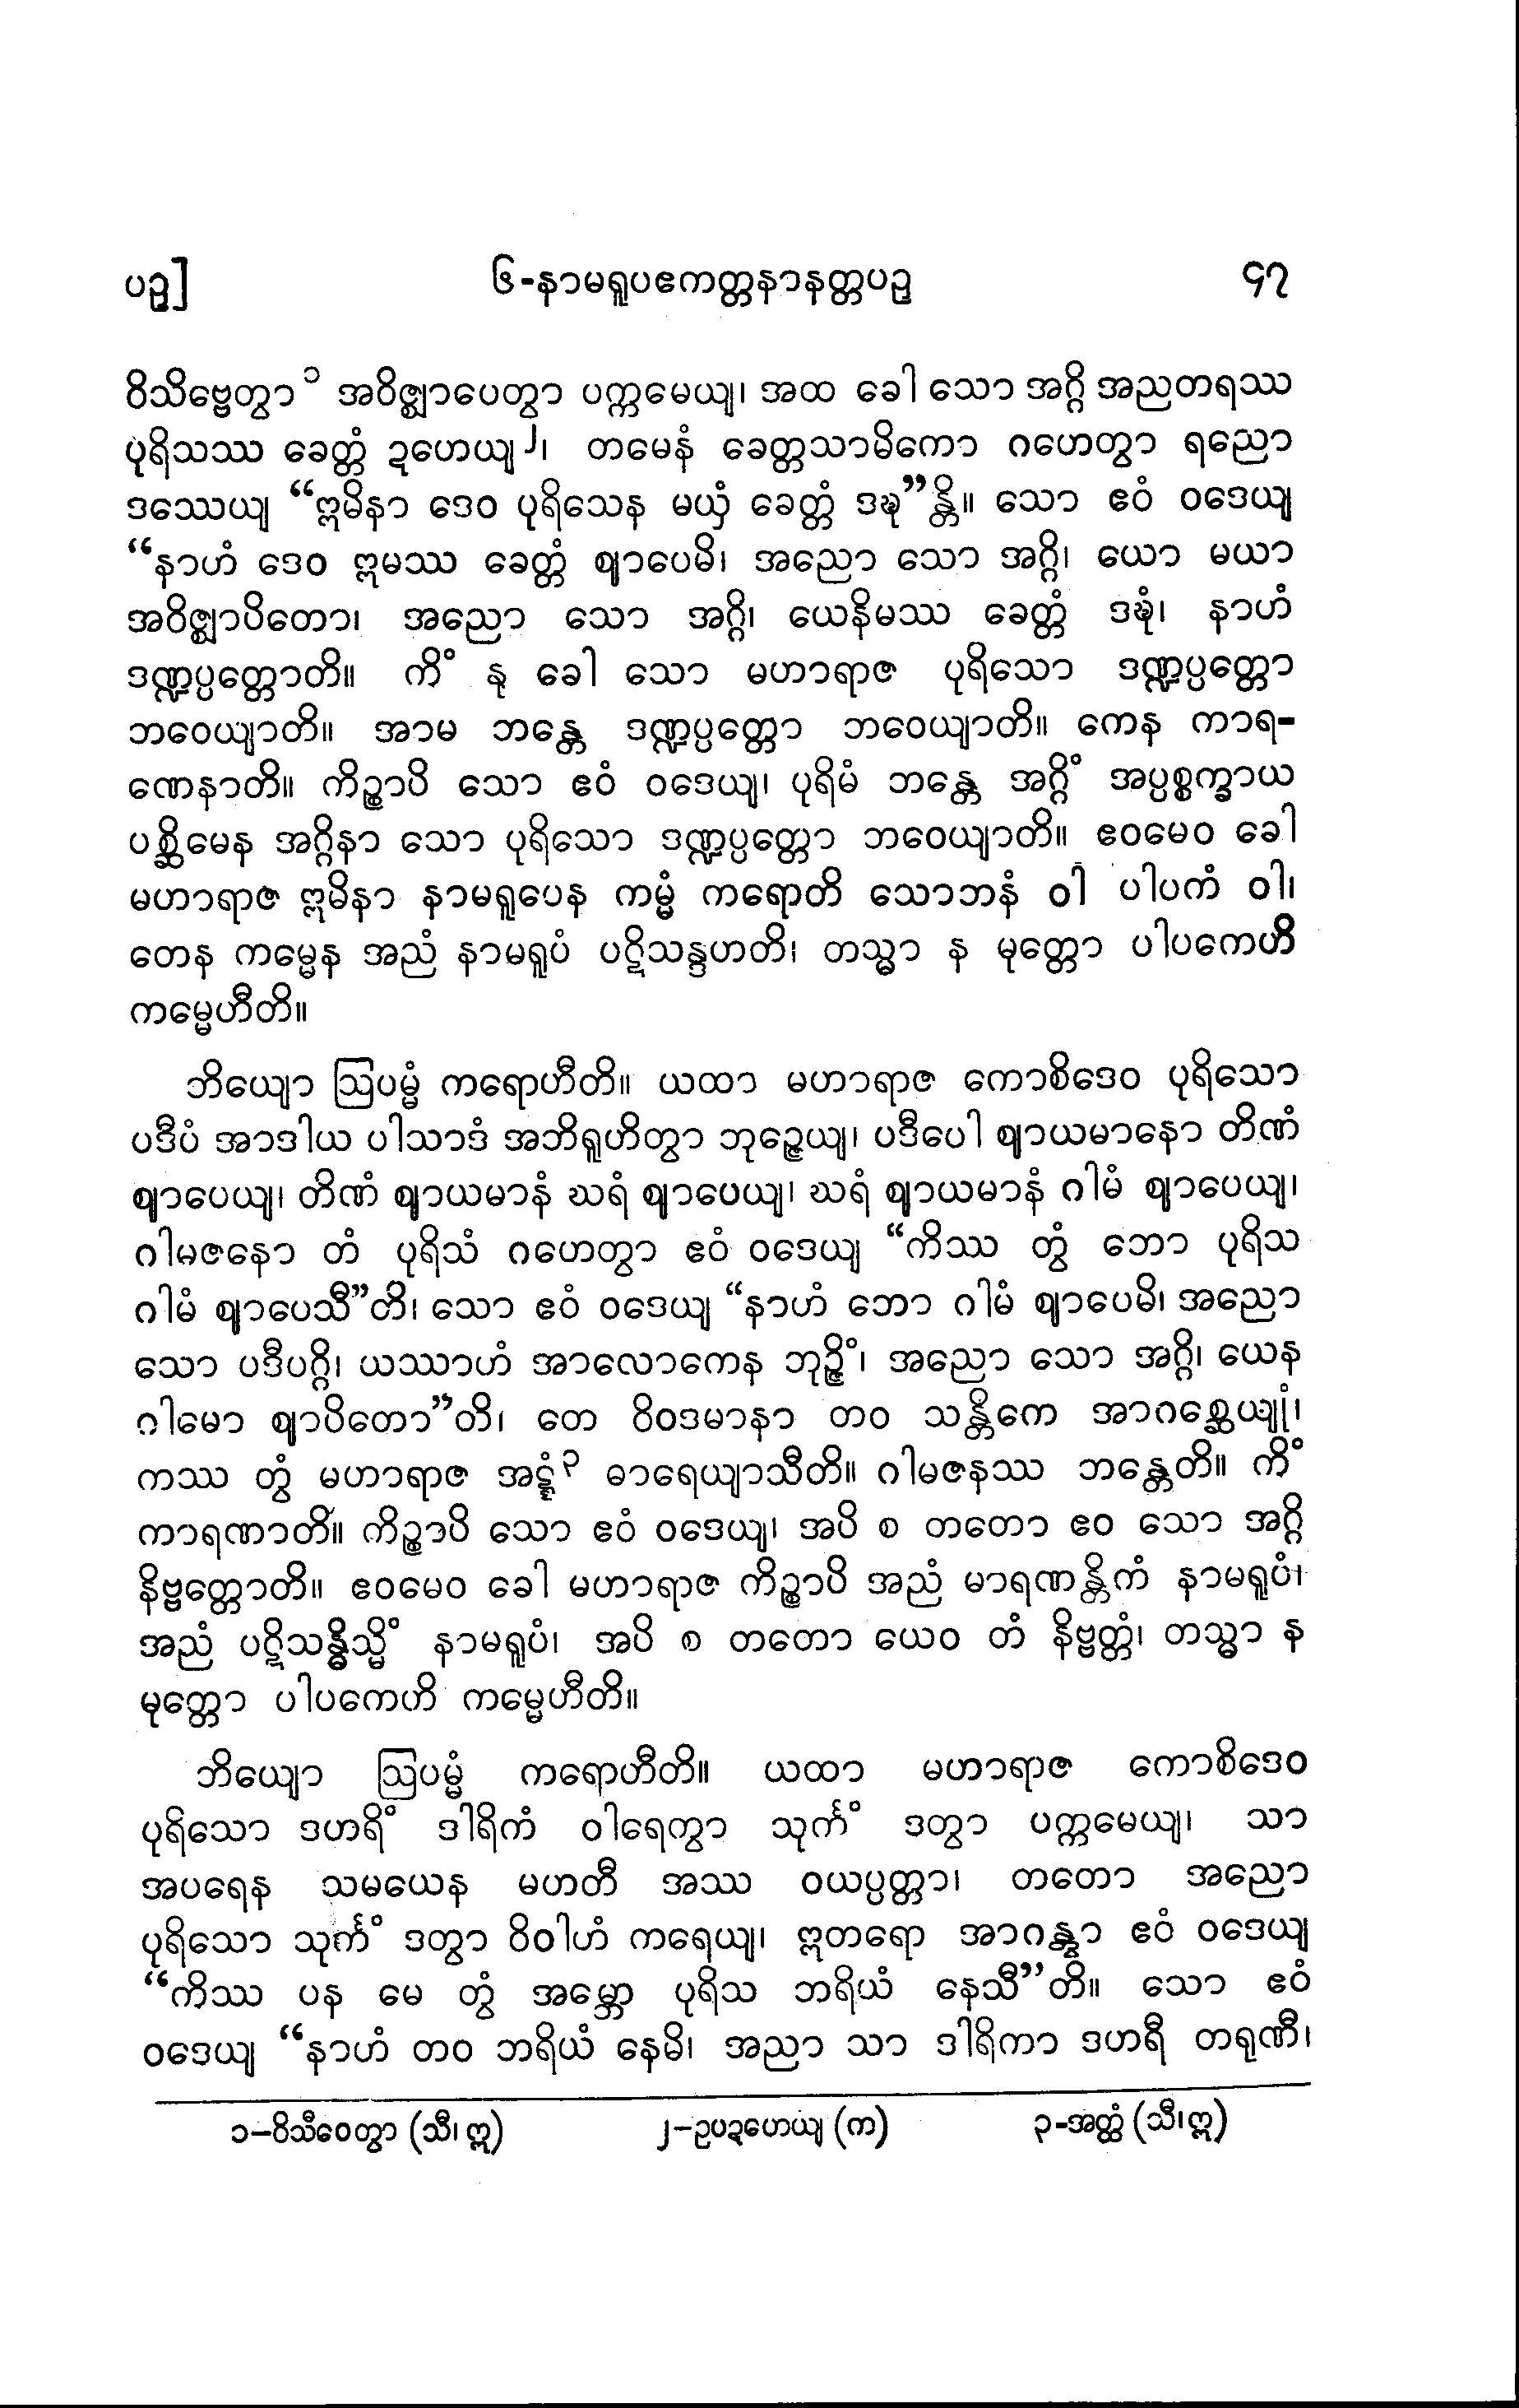 ပဥှ]
၆-နာမရူပဧကတ္တနာနတ္တပဥှ
၄၇
ဝိသိဗ္ဗေတွာ ၁ အဝိဇ္ဈာပေတွာ ပက္ကမေယျ၊ အထ ခေါ သော အဂ္ဂိ အညတရဿ
ပုရိသဿ ခေတ္တံ ဍဟေယျ ၂၊ တမေနံ ခေတ္တသာမိကော ဂဟေတွာ ရညော
ဒဿေယျ “ဣမိနာ ဒေဝ ပုရိသေန မယှံ ခေတ္တံ ဒဍ္ဎ”န္တိ။ သော ဧဝံ ဝဒေယျ
“နာဟံ ဒေဝ ဣမဿ ခေတ္တံ ဈာပေမိ၊ အညော သော အဂ္ဂိ၊ ယော မယာ
အဝိဇ္ဈာပိတော၊ အညော သော အဂ္ဂိ၊ ယေနိမဿ ခေတ္တံ ဒဍ္ဎံ၊ နာဟံ
ဒဏ္ဍပ္ပတ္တောတိ။ ကိံ နု ခေါ သော မဟာရာဇ ပုရိသော ဒဏ္ဍပ္ပတ္တော
ဘဝေယျာတိ။ အာမ ဘန္တေ ဒဏ္ဍပ္ပတ္တော ဘဝေယျာတိ။ ကေန ကာရ-
ဏေနာတိ။ ကိဉ္စာပိ သော ဧဝံ ဝဒေယျ၊ ပုရိမံ ဘန္တေ အဂ္ဂိံ အပ္ပစ္စက္ခာယ
ပစ္ဆိမေန အဂ္ဂိနာ သော ပုရိသော ဒဏ္ဍပ္ပတ္တော ဘဝေယျာတိ။ ဧဝမေဝ ခေါ
မဟာရာဇ ဣမိနာ နာမရူပေန ကမ္မံ ကရောတိ သောဘနံ ဝါ ပါပကံ ဝါ၊
တေန ကမ္မေန အညံ နာမရူပံ ပဋိသန္ဒဟတိ၊ တသ္မာ န မုတ္တော ပါပကေဟိ
ကမ္မေဟီတိ။
ဘိယျော ဩပမ္မံ ကရောဟီတိ။ ယထာ မဟာရာဇ ကောစိဒေဝ ပုရိသော
ပဒီပံ အာဒါယ ပါသာဒံ အဘိရူဟိတွာ ဘုဉ္ဇေယျ၊ ပဒီပေါ ဈာယမာနော တိဏံ
ဈာပေယျ၊ တိဏံ ဈာယမာနံ ဃရံ ဈာပေယျ၊ ဃရံ ဈာယမာနံ ဂါမံ ဈာပေယျ၊
ဂါမဇနော တံ ပုရိသံ ဂဟေတွာ ဧဝံ ဝဒေယျ “ကိဿ တွံ ဘော ပုရိသ
ဂါမံ ဈာပေသီ”တိ၊ သော ဧဝံ ဝဒေယျ “နာဟံ ဘော ဂါမံ ဈာပေမိ၊ အညော
သော ပဒီပဂ္ဂိ၊ ယဿာဟံ အာလောကေန ဘုဉ္ဇိံ၊ အညော သော အဂ္ဂိ၊ ယေန
ဂါမော ဈာပိတော”တိ၊ တေ ဝိဝဒမာနာ တဝ သန္တိကေ အာဂစ္ဆေယျုံ၊
ကဿ တွံ မဟာရာဇ အဋ္ဋံ ၃ ဓာရေယျာသီတိ။ ဂါမဇနဿ ဘန္တေတိ။ ကိံ
ကာရဏာတိ။ ကိဉ္စာပိ သော ဧဝံ ဝဒေယျ၊ အပိ စ တတော ဧဝ သော အဂ္ဂိ
နိဗ္ဗတ္တောတိ။ ဧဝမေဝ ခေါ မဟာရာဇ ကိဉ္စာပိ အညံ မာရဏန္တိကံ နာမရူပံ၊
အညံ ပဋိသန္ဓိသ္မိံ နာမရူပံ၊ အပိ စ တတော ယေဝ တံ နိဗ္ဗတ္တံ၊ တသ္မာ န
မုတ္တော ပါပကေဟိ ကမ္မေဟီတိ။
ဘိယျော ဩပမ္မံ ကရောဟီတိ။ ယထာ မဟာရာဇ ကောစိဒေဝ
ပုရိသော ဒဟရိံ ဒါရိကံ ဝါရေတွာ သုင်္ကံ ဒတွာ ပက္ကမေယျ၊ သာ
အပရေန သမယေန မဟတီ အဿ ဝယပ္ပတ္တာ၊ တတော အညော
ပုရိသော သုင်္ကံ ဒတွာ ဝိဝါဟံ ကရေယျ၊ ဣတရော အာဂန္တွာ ဧဝံ ဝဒေယျ
“ကိဿ ပန မေ တွံ အမ္ဘော ပုရိသ ဘရိယံ နေသီ”တိ။ သော ဧဝံ
ဝဒေယျ “နာဟံ တဝ ဘရိယံ နေမိ၊ အညာ သာ ဒါရိကာ ဒဟရီ တရုဏီ၊
၁-ဝိသီဝေတွာ (သီ၊ ဣ)
၂-ဥပဍဟေယျ (က)
၃-အတ္ထံ (သီ၊ဣ)